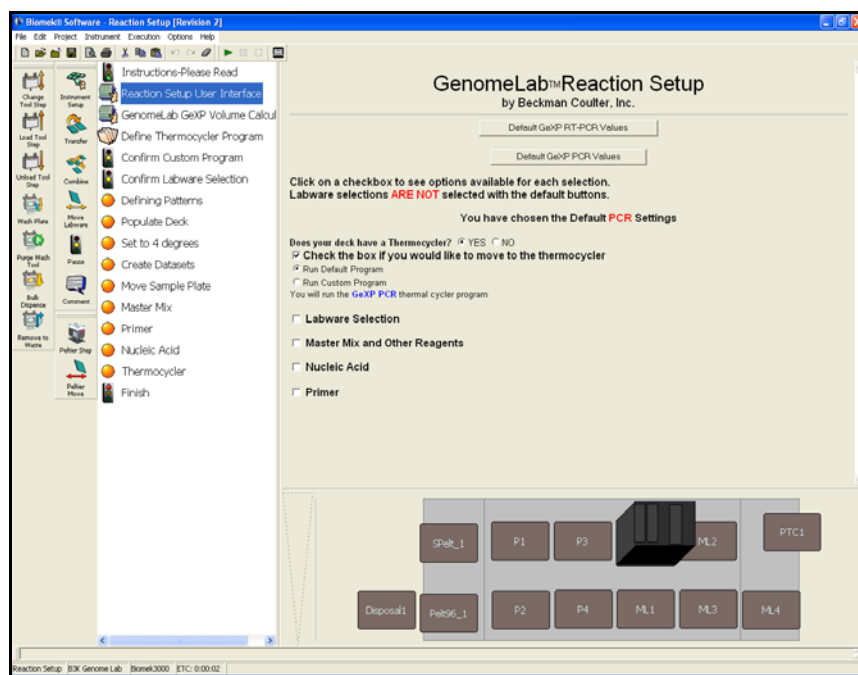 Biomek® Software - Reaction Setup [Revision 2]
File Edit Project Instrument Execution Options Help
Change Tool Step
Load Tool Step
Unload Tool Step
Wash Plate
Purge Wash Tool
Bulk Dispense
Remove to Waste
Instrument Setup
Transfer
Combine
Move Labware
Pause
Comment
Peltier Step
Peltier Move
Instructions-Please Read
Reaction Setup User Interface
GenomeLab GeXP Volume Calcul
Define Thermocycler Program
Confirm Custom Program
Confirm Labware Selection
Defining Patterns
Populate Deck
Set to 4 degrees
Create Datasets
Move Sample Plate
Master Mix
Primer
Nucleic Acid
Thermocycler
Finish
GenomeLab™Reaction Setup
by Beckman Coulter, Inc.
Default GeXP RT-PCR Values
Default GeXP PCR Values
Click on a checkbox to see options available for each selection.
Labware selections ARE NOT selected with the default buttons.
You have chosen the Default PCR Settings
Does your deck have a Thermocycler? YES NO
Check the box if you would like to move to the thermocycler
Run Default Program
Run Custom Program
You will run the GeXP PCR thermal cycler program
Labware Selection
Master Mix and Other Reagents
Nucleic Acid
Primer
SPelt_1 P1 P3 ML2 PTC1
Disposal1 Pelt96_1 P2 P4 ML1 ML3 ML4
Reaction Setup B3K Genome Lab Biomek3000 ETC: 0:00:02